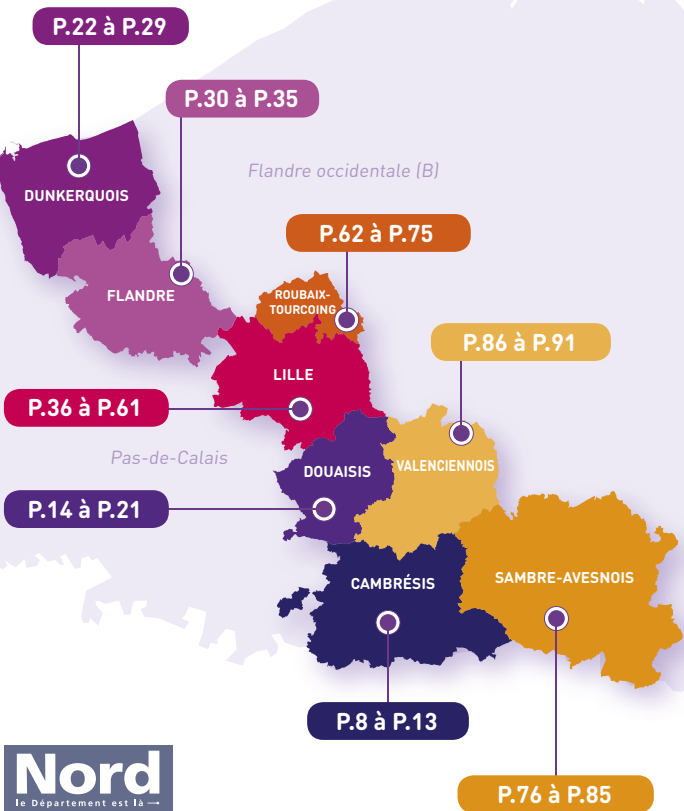 P.22 à P.29
P.30 à P.35
Flandre occidentale (B)
DUNKERQUOIS
P.62 à P.75
FLANDRE
ROUBAIX-
TOURCOING
P.86 à P.91
LILLE
P.36 à P.61
Pas-de-Calais
DOUAISIS
VALENCIENNOIS
P.14 à P.21
CAMBRÉSIS
SAMBRE-AVESNOIS
P.8 à P.13
Nord
le Département est là →
P.76 à P.85